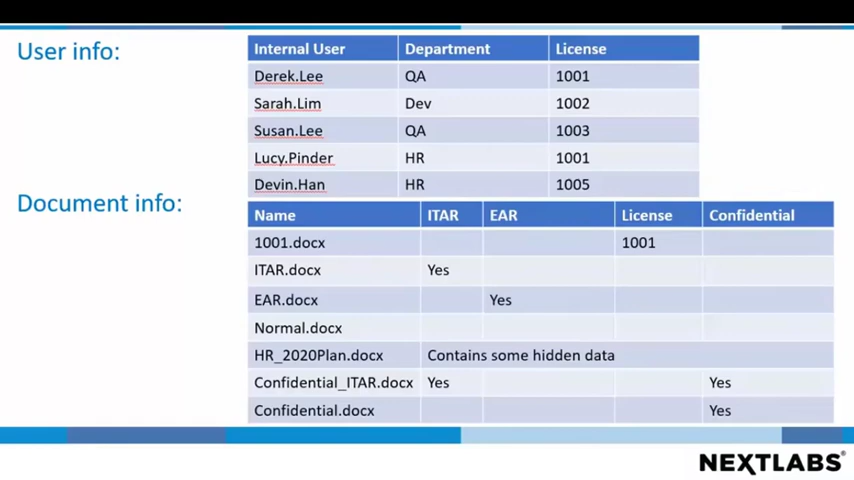 User info:
Internal User Department License
Derek.Lee QA 1001
Sarah.Lim Dev 1002
Susan.Lee QA 1003
Lucy.Pinder HR 1001
Devin.Han HR 1005
Document info:
Name ITAR EAR License Confidential
1001.docx 1001
ITAR.docx Yes
EAR.docx Yes
Normal.docx
HR_2020Plan.docx Contains some hidden data
Confidential_ITAR.docx Yes Yes
Confidential.docx Yes
NEXTLABS®